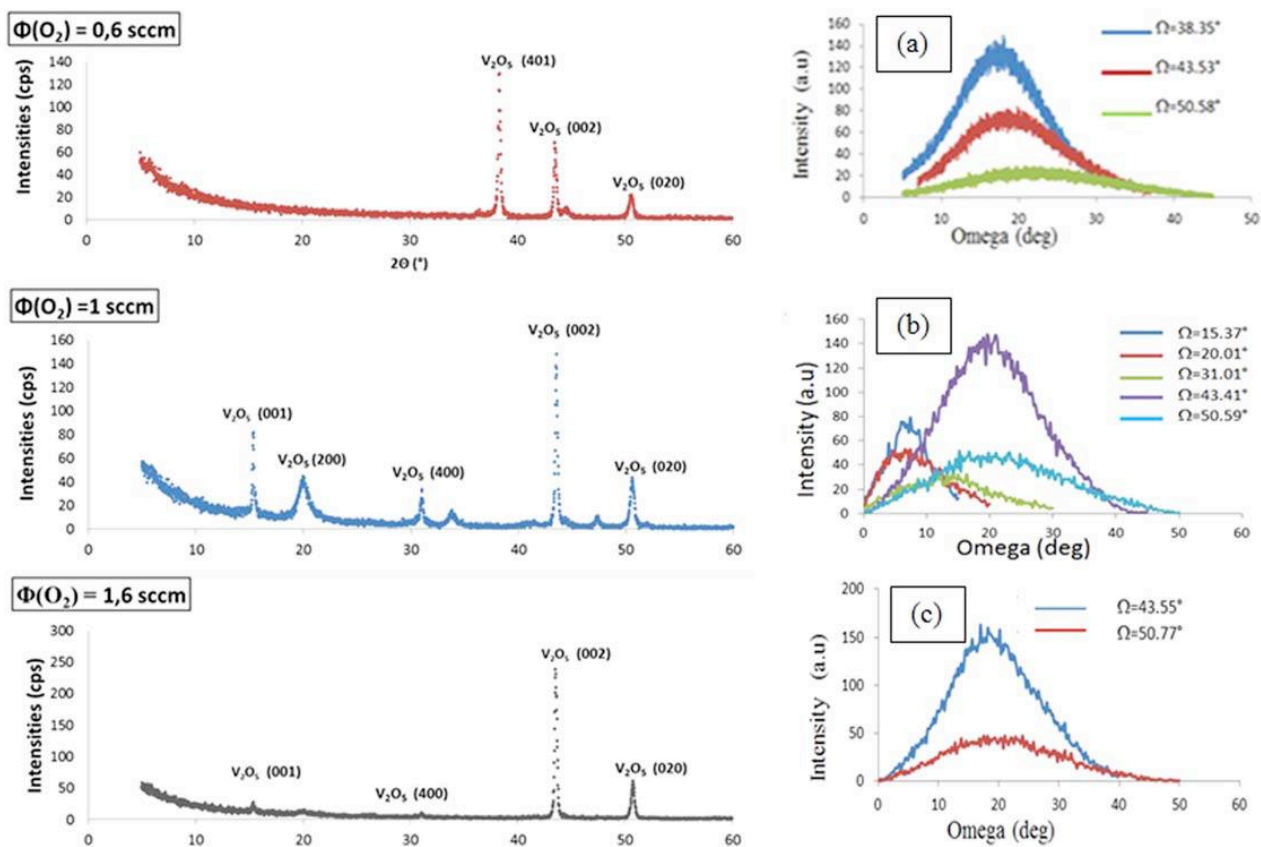 Φ(O₂) = 0,6 sccm
Intensities (cps)
140
120
100
80
60
40
20
0
V₂O₅ (401)
V₂O₅ (002)
V₂O₅ (020)
0 10 20 30 40 50 60
2Θ (°)
(a)
Intensity (a.u)
160
140
120
100
80
60
40
20
0
Ω=38.35°
Ω=43.53°
Ω=50.58°
0 10 20 30 40 50
Omega (deg)
Φ(O₂) =1 sccm
Intensities (cps)
160
140
120
100
80
60
40
20
0
V₂O₅ (001)
V₂O₅(200)
V₂O₅ (400)
V₂O₅ (002)
V₂O₅ (020)
0 10 20 30 40 50 60
(b)
Intensity(a.u)
160
140
120
100
80
60
40
20
0
Ω=15.37°
Ω=20.01°
Ω=31.01°
Ω=43.41°
Ω=50.59°
0 10 20 30 40 50 60
Omega (deg)
Φ(O₂) = 1,6 sccm
Intensities (cps)
300
250
200
150
100
50
0
V₂O₅ (001)
V₂O₅ (400)
V₂O₅ (002)
V₂O₅ (020)
0 10 20 30 40 50 60
(c)
Intensity (a.u)
200
150
100
50
0
Ω=43.55°
Ω=50.77°
0 10 20 30 40 50 60
Omega (deg)